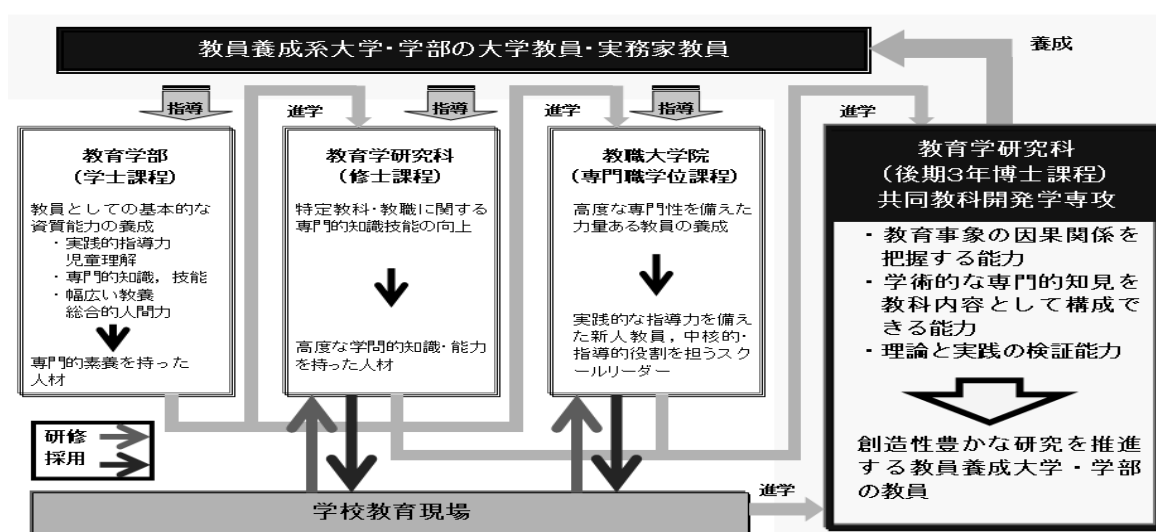 教員養成系大学・学部の大学教員・実務家教員
養成
指導
進学
指導
進学
指導
進学
教育学部
(学士課程)
教員としての基本的な
資質能力の養成
・実践的指導力
児童理解
・専門的知識，技能
・幅広い教養
総合的人間力
専門的素養を持った
人材
教育学研究科
(修士課程)
特定教科・教職に関する
専門的知識技能の向上
高度な学問的知識・能力
を持った人材
教職大学院
(専門職学位課程)
高度な専門性を備えた
力量ある教員の養成
実践的な指導力を備え
た新人教員，中核的・
指導的役割を担うスク
ールリーダー
教育学研究科
(後期3年博士課程)
共同教科開発学専攻
・教育事象の因果関係を
把握する能力
・学術的な専門的知見を
教科内容として構成で
きる能力
・理論と実践の検証能力
創造性豊かな研究を推進
する教員養成大学・学部
の教員
研修
採用
学校教育現場
進学